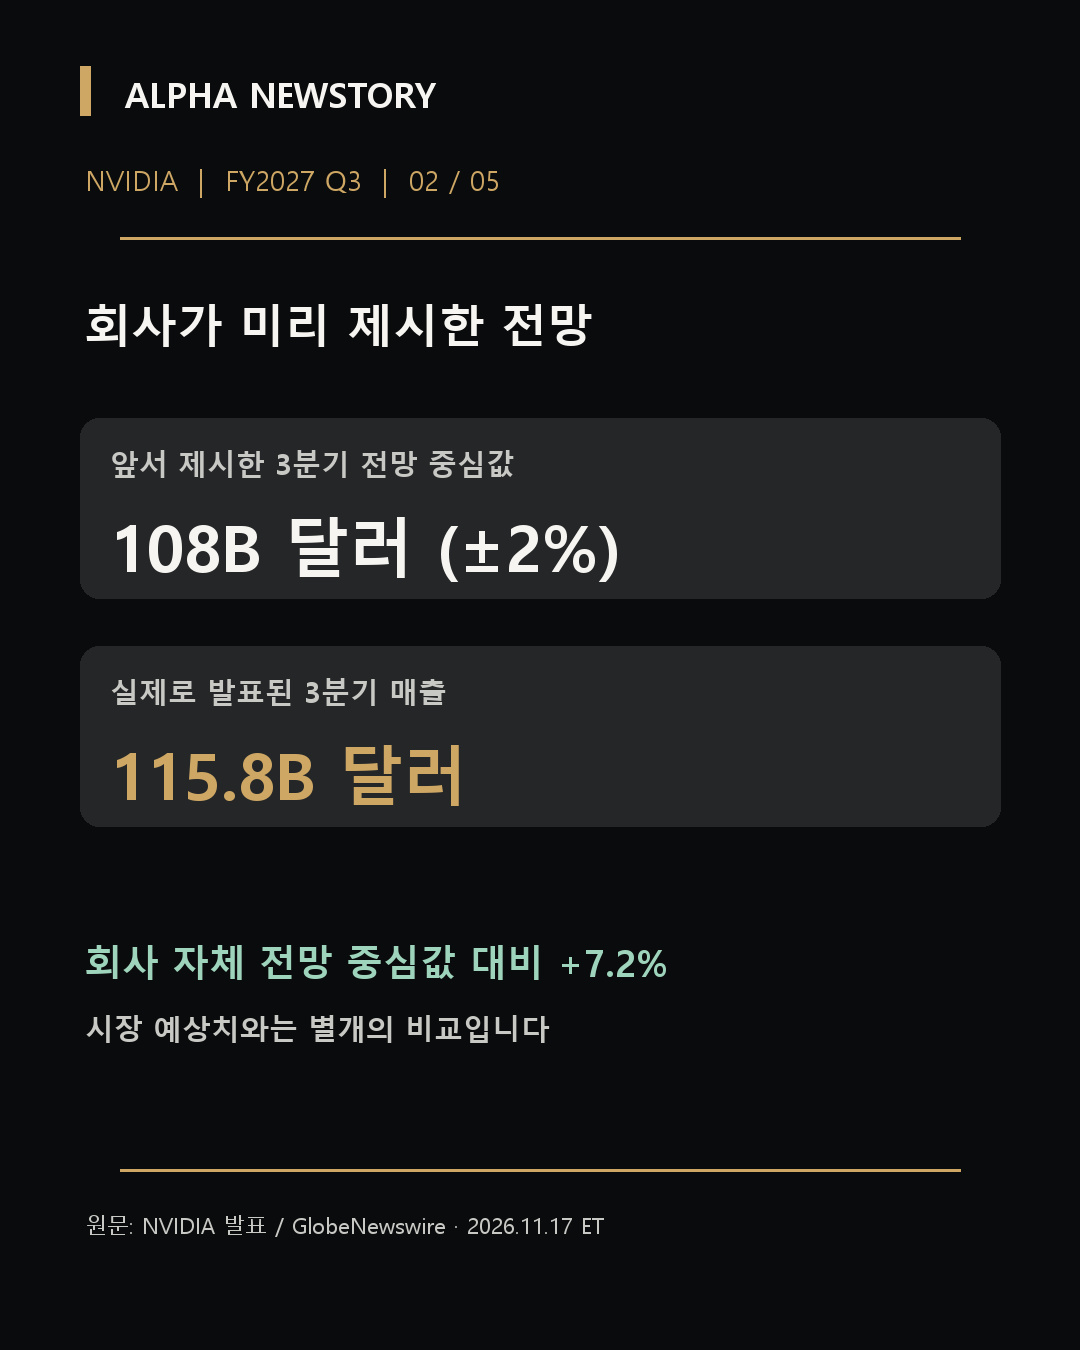 ALPHA NEWSTORY
NVIDIA | FY2027 Q3 | 02 / 05
회사가 미리 제시한 전망
앞서 제시한 3분기 전망 중심값
108B 달러 (±2%)
실제로 발표된 3분기 매출
115.8B 달러
회사 자체 전망 중심값 대비 +7.2%
시장 예상치와는 별개의 비교입니다
원문: NVIDIA 발표 / GlobeNewswire · 2026.11.17 ET